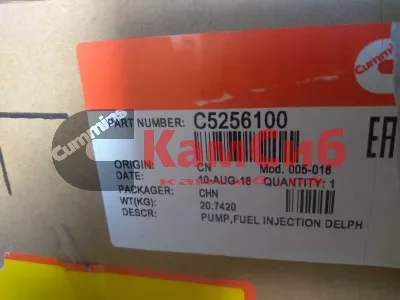 Cummins
PART NUMBER: C5256100
Cummins
КамСиб
ORIGIN: CN Mod. 005-018
DATE: 10-AUG-18 QUANTITY: 1
PACKAGER: CHN
WT(KG): 20.7420
DESCR: PUMP,FUEL INJECTION DELPH